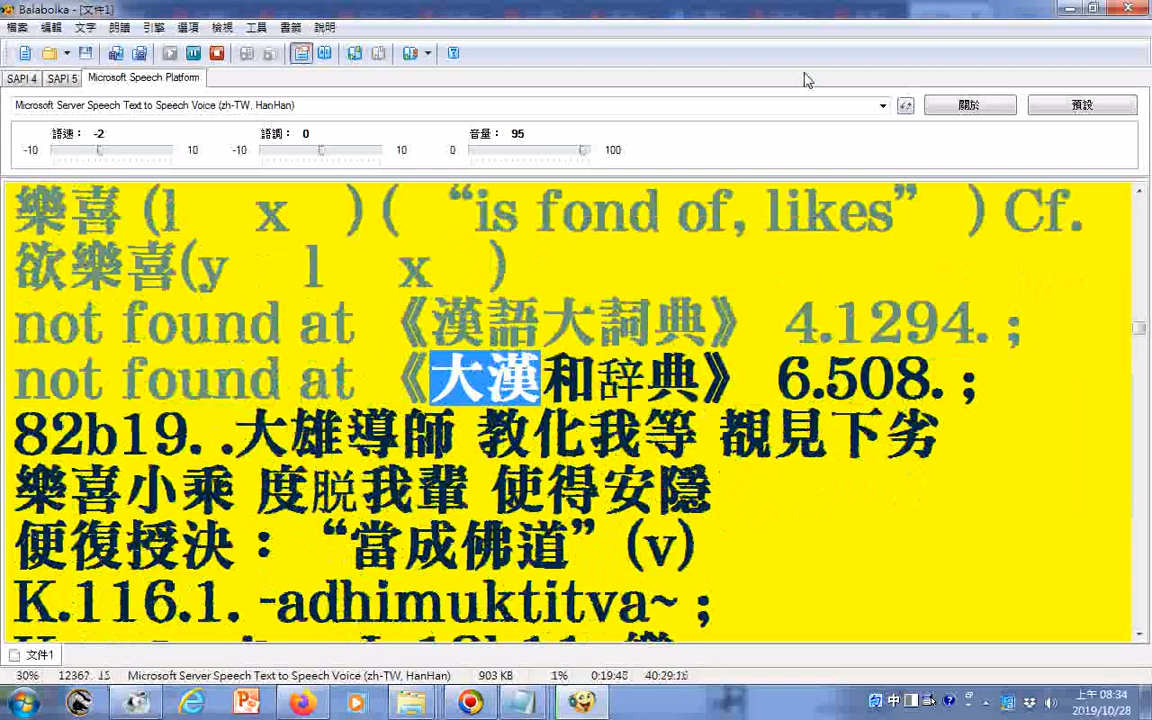 Balabolka - [文件1]
檔案 編輯 文字 朗讀 引擎 選項 檢視 工具 書籤 說明
SAPI 4 SAPI 5 Microsoft Speech Platform
Microsoft Server Speech Text to Speech Voice (zh-TW, HanHan) 關於 預設
語速： -2 語調： 0 音量： 95
-10 10 -10 10 0 100
樂喜 (l x ) ( “is fond of, likes” ) Cf.
欲樂喜(y l x )
not found at 《漢語大詞典》 4.1294. ;
not found at 《大漢和辞典》 6.508. ;
82b19. .大雄導師 教化我等 覩見下劣
樂喜小乘 度脱我輩 使得安隱
便復授決：“當成佛道”(v)
K.116.1. -adhimuktitva~ ;
文件1
30% Microsoft Server Speech Text to Speech Voice (zh-TW, HanHan) 903 KB 1% 0:19:48
中 上午 08:34
2019/10/28